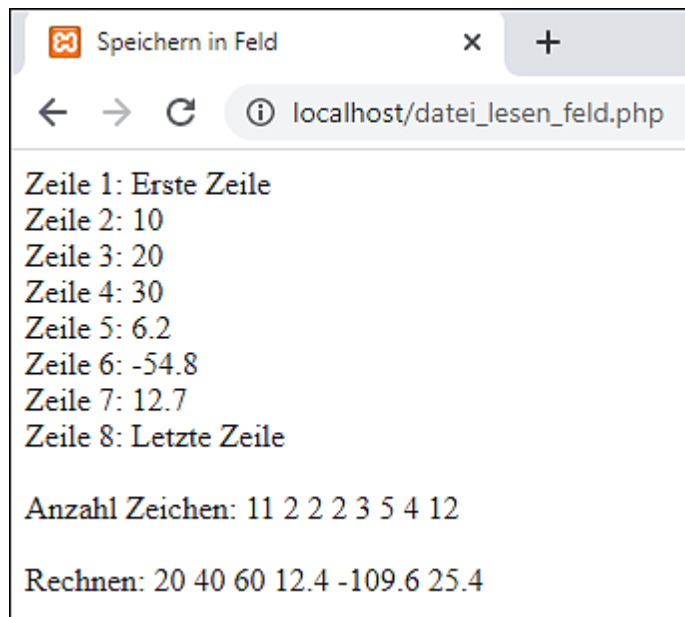 Speichern in Feld
localhost/datei_lesen_feld.php
Zeile 1: Erste Zeile
Zeile 2: 10
Zeile 3: 20
Zeile 4: 30
Zeile 5: 6.2
Zeile 6: -54.8
Zeile 7: 12.7
Zeile 8: Letzte Zeile
Anzahl Zeichen: 11 2 2 2 3 5 4 12
Rechnen: 20 40 60 12.4 -109.6 25.4